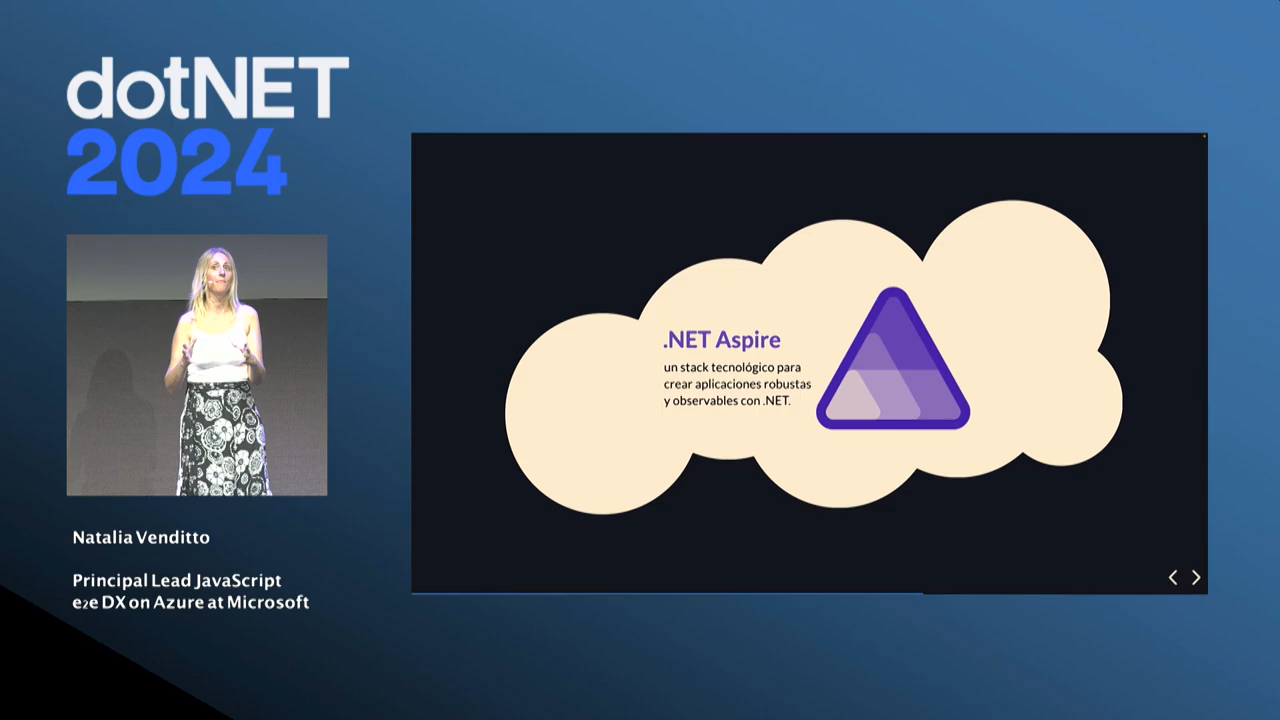 dotNET
2024
Natalia Venditto
Principal Lead JavaScript
e2e DX on Azure at Microsoft
.NET Aspire
un stack tecnológico para
crear aplicaciones robustas
y observables con .NET.